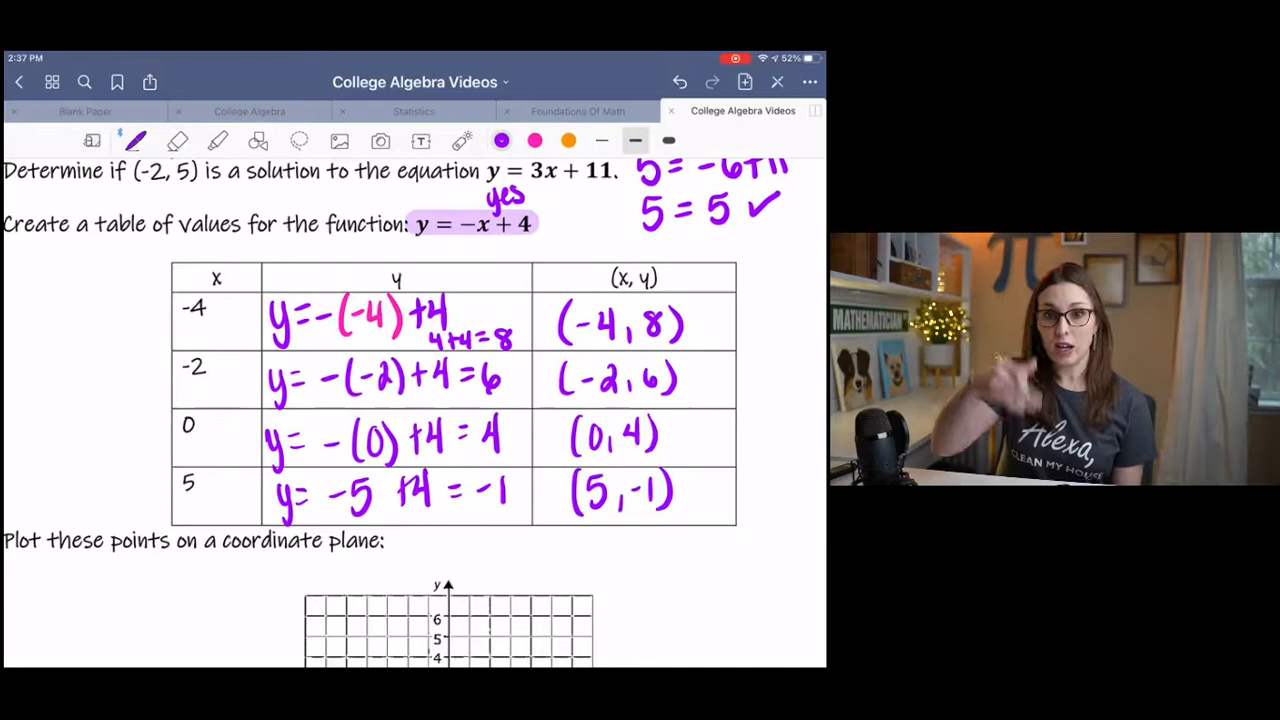 2:37 PM
52%
College Algebra Videos
Blank Paper
College Algebra
Statistics
Foundations Of Math
College Algebra Videos
T
Determine if (-2, 5) is a solution to the equation y = 3x + 11.
yes
5 = -6+11
5 = 5 ✓
Create a table of values for the function: y = -x + 4
x y (x, y)
-4 y=-(-4)+4 (-4, 8)
4+4=8
-2 y= -(-2)+4=6 (-2, 6)
0 y= -(0) +4 = 4 (0, 4)
5 y= -5 +4 = -1 (5, -1)
Plot these points on a coordinate plane:
y
6
5
4
MATHEMATICIAN
Alexa,
CLEAN MY HOUSE